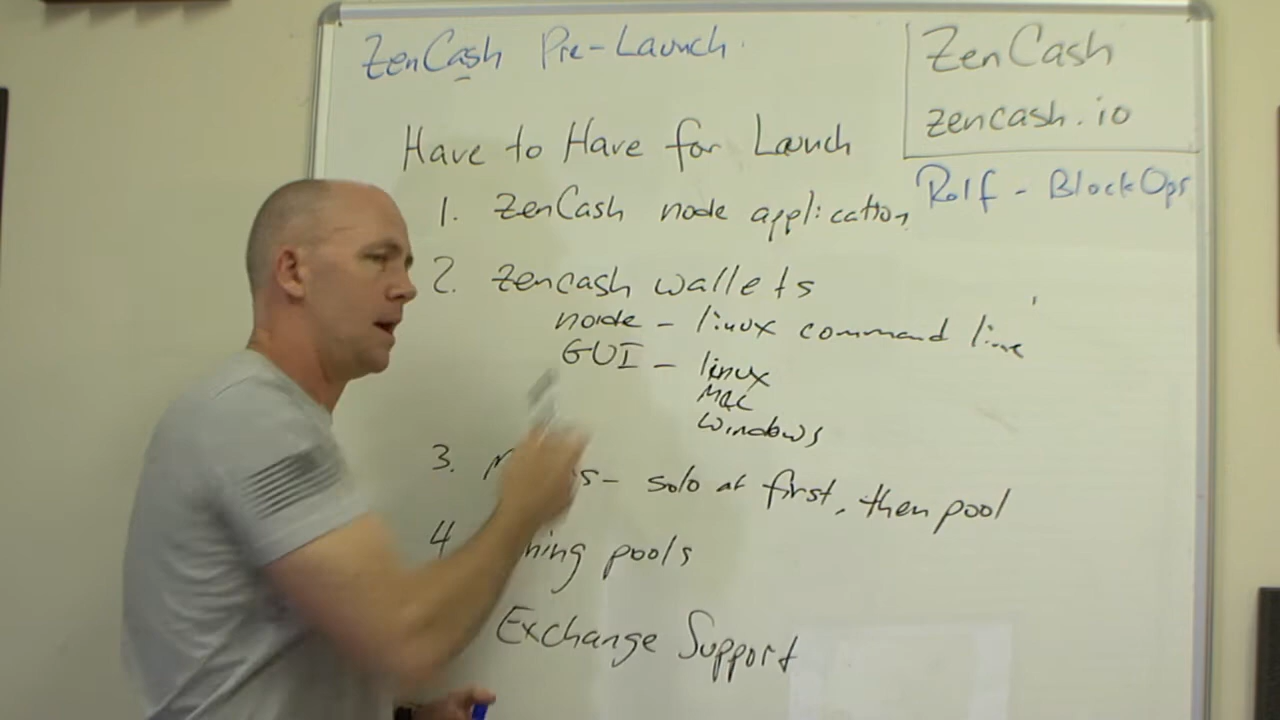 ZenCash Pre-Launch.
ZenCash
zencash.io
Rolf - BlockOps
Have to Have for Launch
1. ZenCash node application
2. Zencash wallets
node - linux command line
GUI - linux
Mac
windows
3. solo at first, then pool
4 pools
Exchange Support